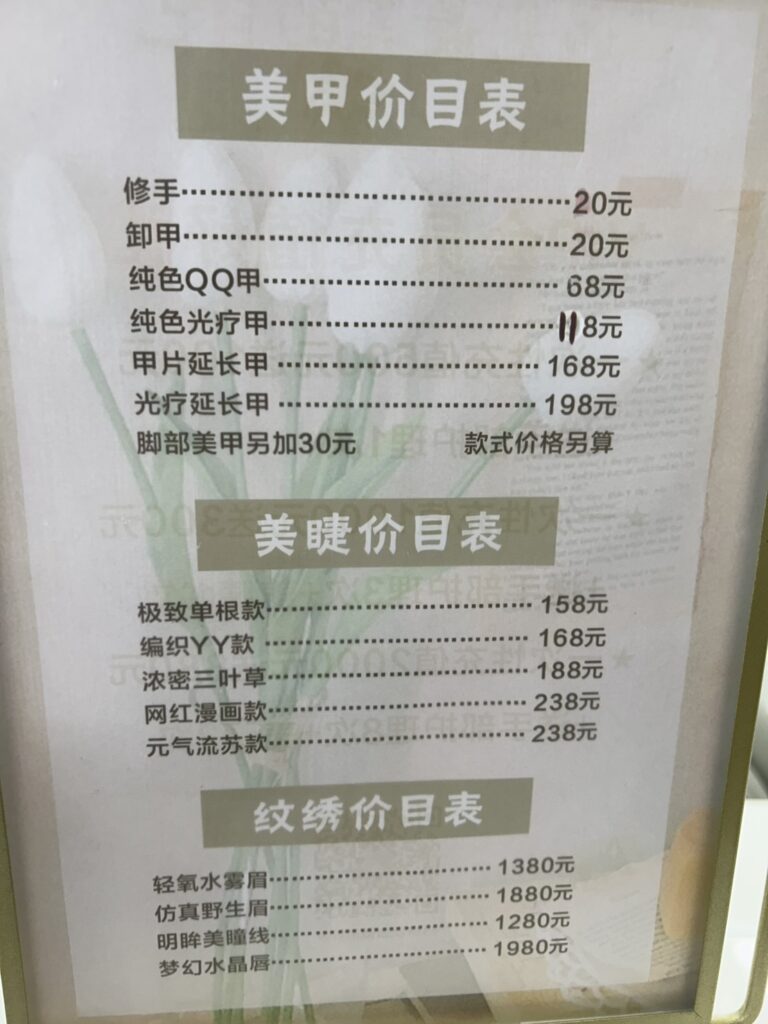 美甲价目表
修手……………………………………20元
卸甲……………………………………20元
纯色QQ甲………………………………68元
纯色光疗甲……………………………118元
甲片延长甲……………………………168元
光疗延长甲……………………………198元
脚部美甲另加30元 款式价格另算
美睫价目表
极致单根款……………………………158元
编织YY款………………………………168元
浓密三叶草……………………………188元
网红漫画款……………………………238元
元气流苏款……………………………238元
纹绣价目表
轻氧水雾眉……………………………1380元
仿真野生眉……………………………1880元
明眸美瞳线……………………………1280元
梦幻水晶唇……………………………1980元